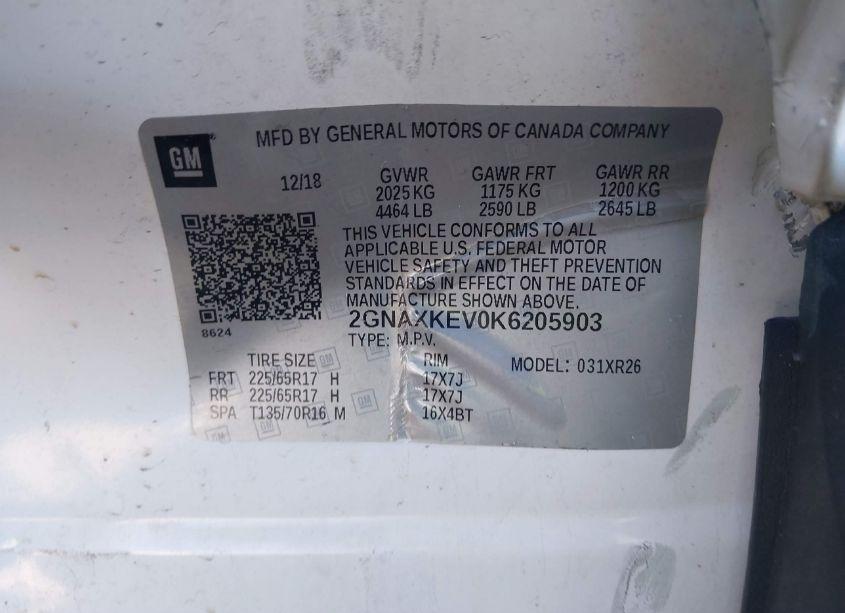 GM
MFD BY GENERAL MOTORS OF CANADA COMPANY
12/18
GVWR GAWR FRT GAWR RR
2025 KG 1175 KG 1200 KG
4464 LB 2590 LB 2645 LB
THIS VEHICLE CONFORMS TO ALL
APPLICABLE U.S. FEDERAL MOTOR
VEHICLE SAFETY AND THEFT PREVENTION
STANDARDS IN EFFECT ON THE DATE OF
MANUFACTURE SHOWN ABOVE.
8624
2GNAXKEV0K6205903
TYPE: M.P.V.
TIRE SIZE RIM MODEL: 031XR26
FRT 225/65R17 H 17X7J
RR 225/65R17 H 17X7J
SPA T135/70R16 M 16X4BT